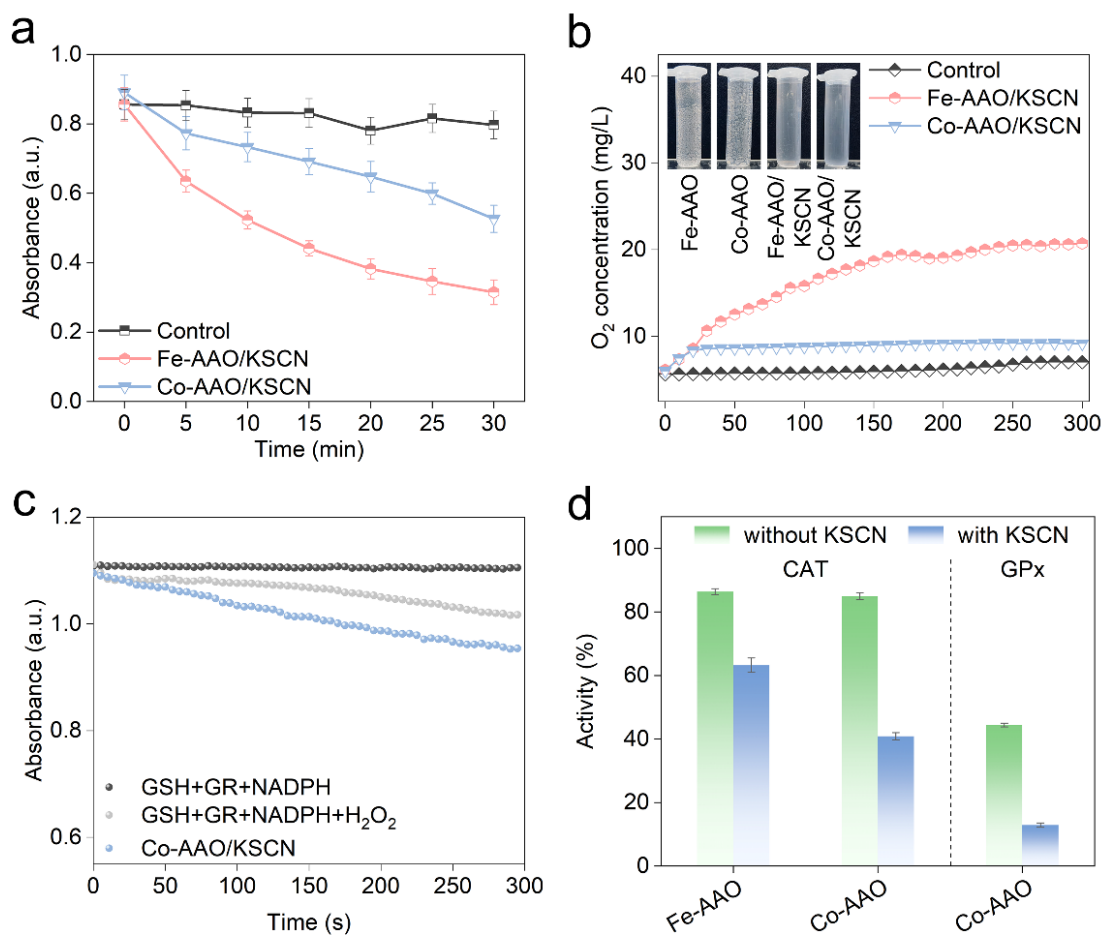 a
1.0
0.8
0.6
0.4
0.2
0.0
Absorbance (a.u.)
Control
Fe-AAO/KSCN
Co-AAO/KSCN
0 5 10 15 20 25 30
Time (min)
b
40
30
20
10
O₂ concentration (mg/L)
Control
Fe-AAO/KSCN
Co-AAO/KSCN
Fe-AAO
Co-AAO
Fe-AAO/
KSCN
Co-AAO/
KSCN
0 50 100 150 200 250 300
Time (s)
c
1.2
1.0
0.8
0.6
Absorbance (a.u.)
GSH+GR+NADPH
GSH+GR+NADPH+H₂O₂
Co-AAO/KSCN
0 50 100 150 200 250 300
Time (s)
d
without KSCN with KSCN
CAT GPx
100
80
60
40
20
0
Activity (%)
Fe-AAO
Co-AAO
Co-AAO